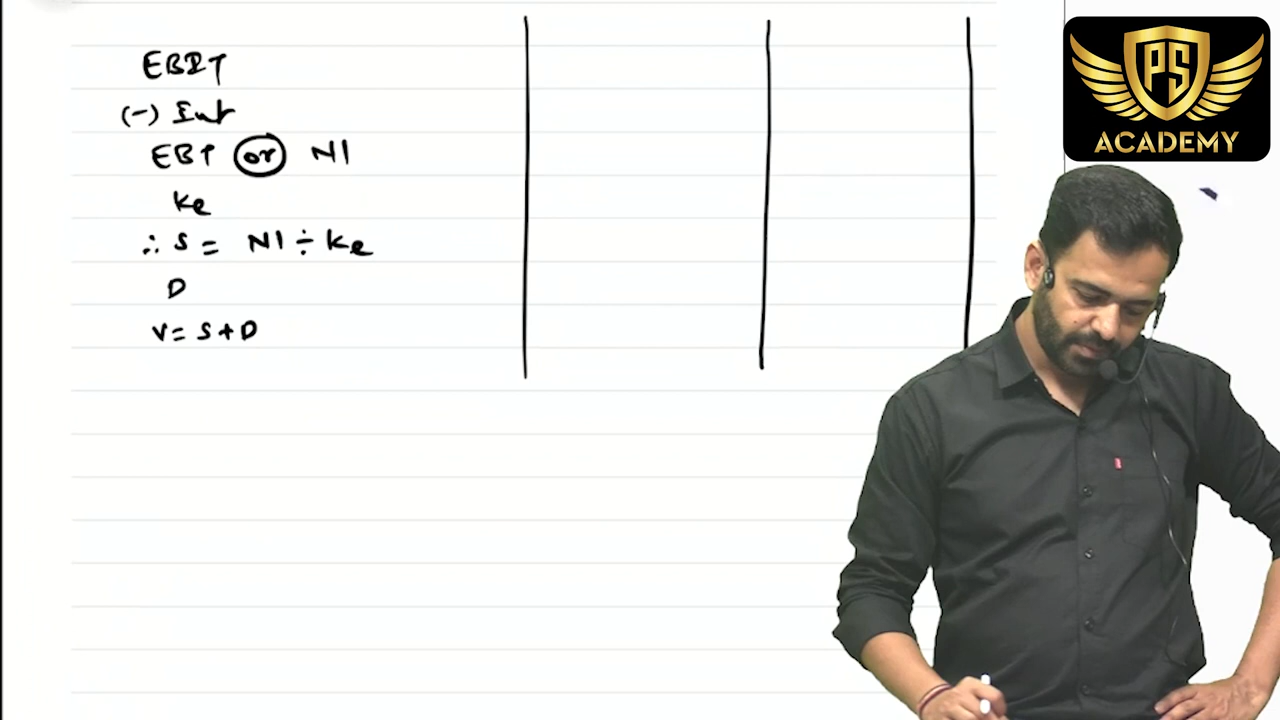 EBIT
(-) Int
EBT or NI
Ke
∴ S = NI ÷ Ke
D
V = S + D
PS
ACADEMY